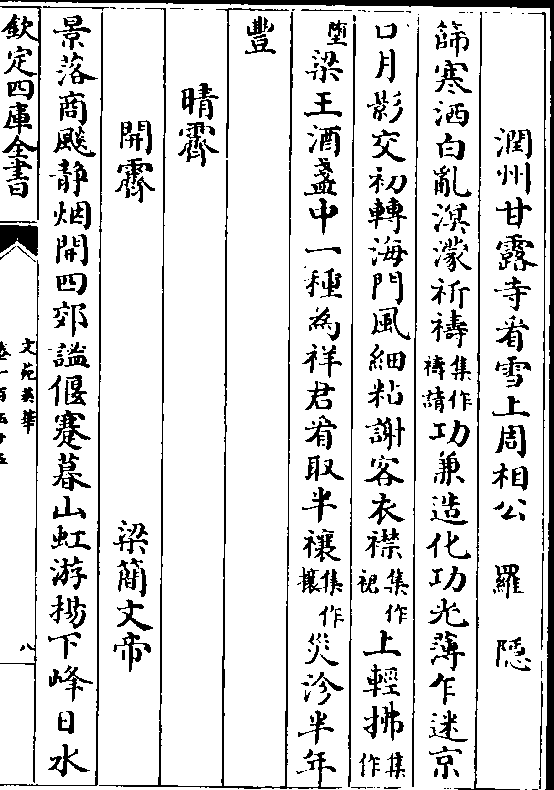 潤州甘露寺看雪上周相公　羅隱
篩寒洒白亂溟濛祈禱集作禱請功兼造化功光薄乍迷京
口月影交初轉海門風細粘謝客衣襟集作裾上輕拂集作
墮梁王酒盞中一種為祥君看取半禳集作攘災沴半年
豐
晴霽
開霽　梁簡文帝
景落商飈静烟開四郊謐偃蹇暮山虹游揚下峰日水
欽定四庫全書
文苑英華
卷一百五十五
八